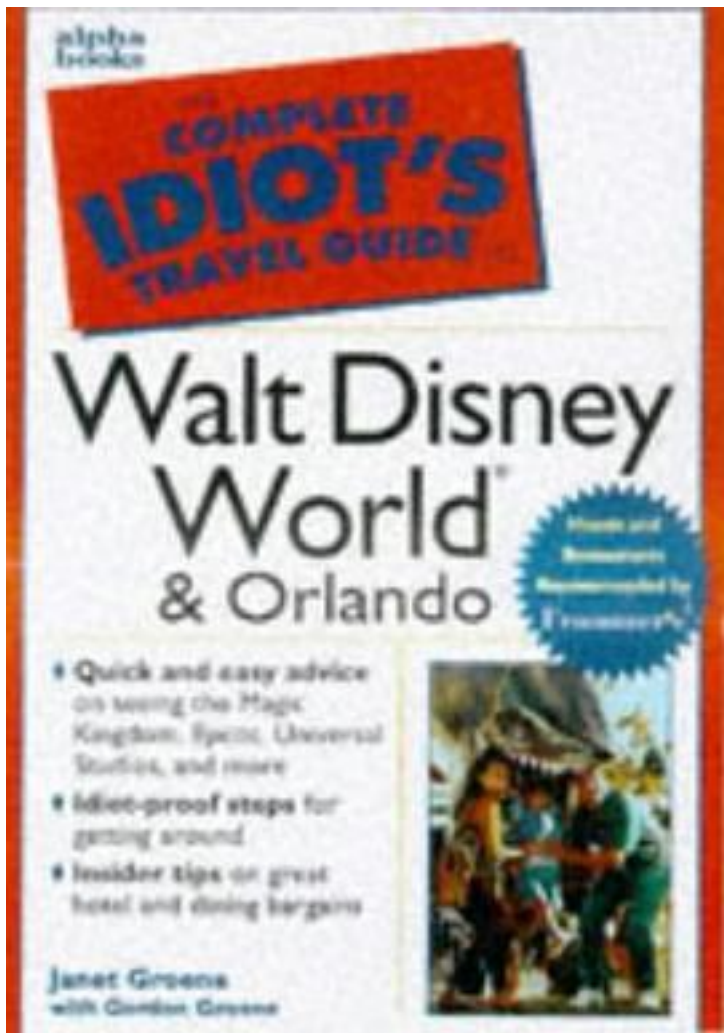 alpha
books
THE
COMPLETE
IDIOT'S
TRAVEL GUIDE
Walt Disney
World®
& Orlando
Hotels and
Restaurants
Recommended by
Frommer's
Quick and easy advice
on seeing the Magic
Kingdom, Epcot, Universal
Studios, and more
Idiot-proof steps for
getting around
Insider tips on great
hotel and dining bargains
Janet Groene
with Gordon Groene